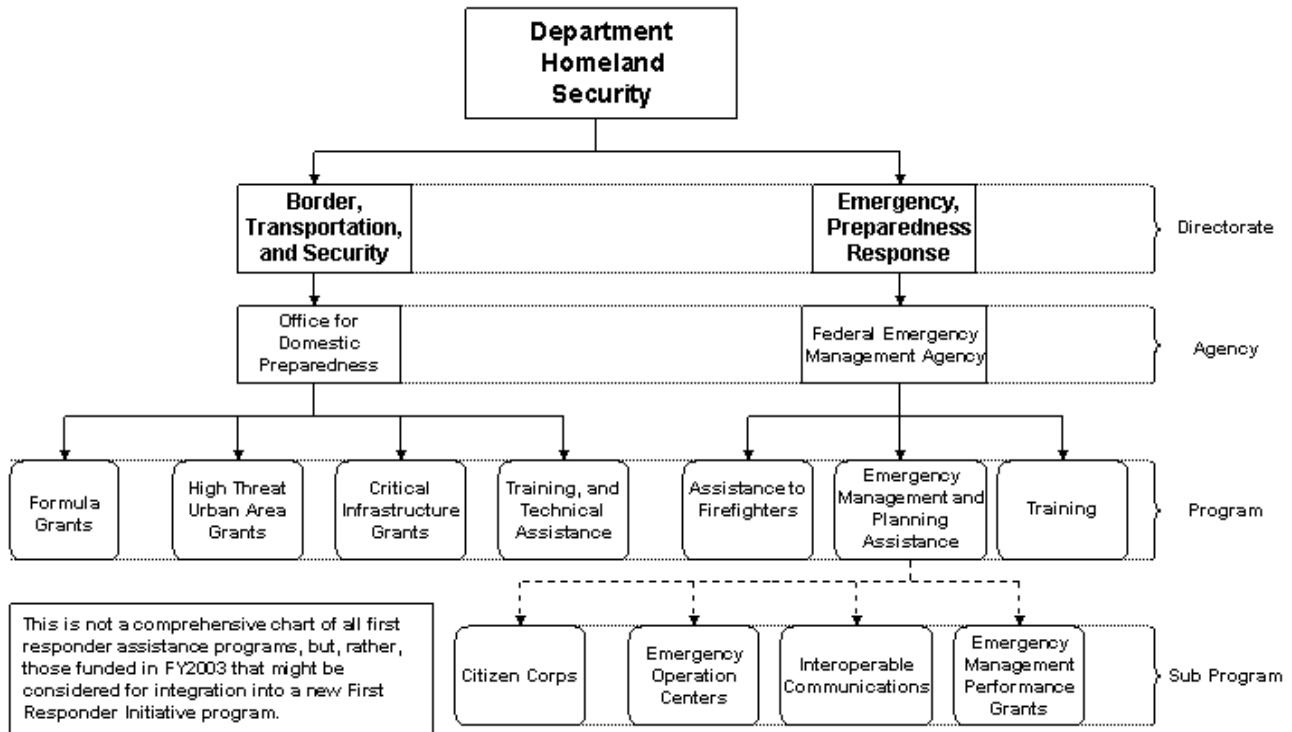 Department
Homeland
Security
Border,
Transportation,
and Security
Emergency,
Preparedness
Response
Directorate
Office for
Domestic
Preparedness
Federal Emergency
Management Agency
Agency
Formula
Grants
High Threat
Urban Area
Grants
Critical
Infrastructure
Grants
Training, and
Technical
Assistance
Assistance to
Firefighters
Emergency
Management and
Planning
Assistance
Training
Program
This is not a comprehensive chart of all first
responder assistance programs, but, rather,
those funded in FY2003 that might be
considered for integration into a new First
Responder Initiative program.
Citizen Corps
Emergency
Operation
Centers
Interoperable
Communications
Emergency
Management
Performance
Grants
Sub Program